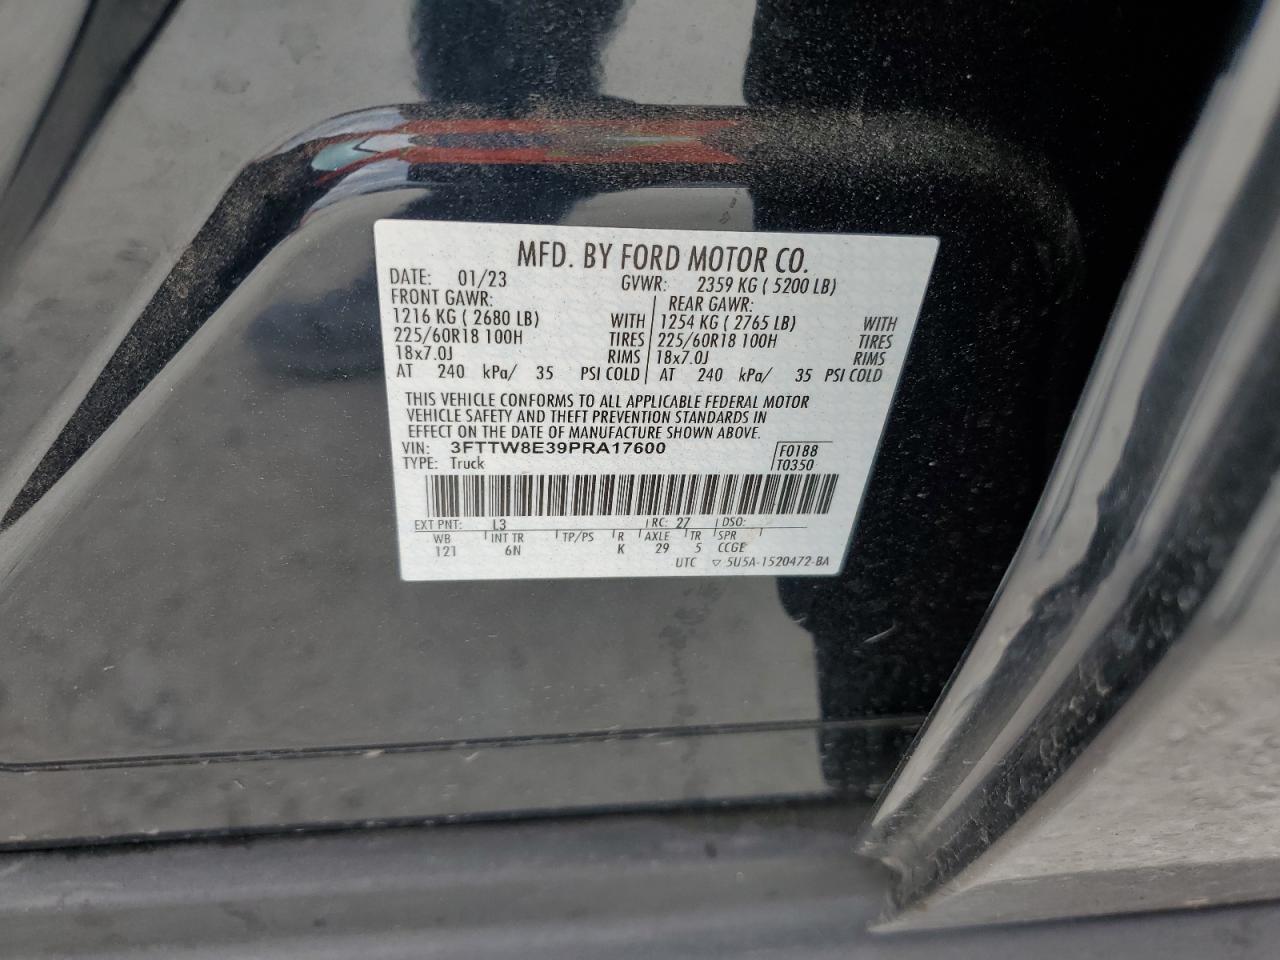 MFD. BY FORD MOTOR CO.
DATE: 01/23 GVWR: 2359 KG ( 5200 LB)
FRONT GAWR: REAR GAWR:
1216 KG ( 2680 LB) WITH 1254 KG ( 2765 LB) WITH
225/60R18 100H TIRES 225/60R18 100H TIRES
18x7.0J RIMS 18x7.0J RIMS
AT 240 kPa/ 35 PSI COLD AT 240 kPa/ 35 PSI COLD
THIS VEHICLE CONFORMS TO ALL APPLICABLE FEDERAL MOTOR
VEHICLE SAFETY AND THEFT PREVENTION STANDARDS IN
EFFECT ON THE DATE OF MANUFACTURE SHOWN ABOVE.
VIN: 3FTTW8E39PRA17600 F0188
TYPE: Truck T0350
EXT PNT: L3 RC: 27 DSO:
WB INT TR TP/PS R AXLE TR SPR
121 6N K 29 5 CCGE
UTC ▽ 5U5A-1520472-BA